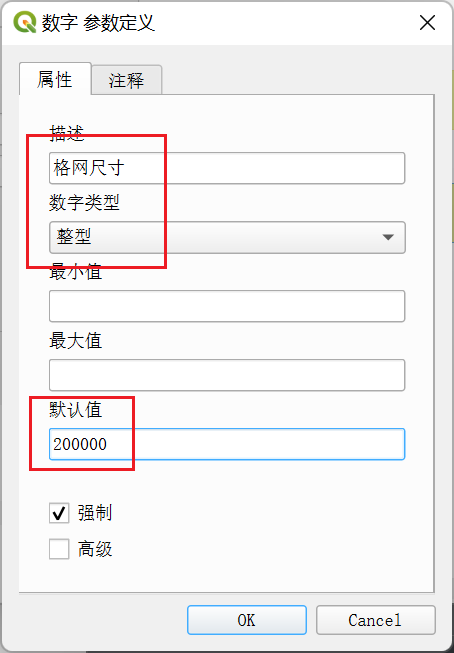 数字 参数定义
属性
注释
描述
格网尺寸
数字类型
整型
最小值
最大值
默认值
200000
强制
高级
OK
Cancel